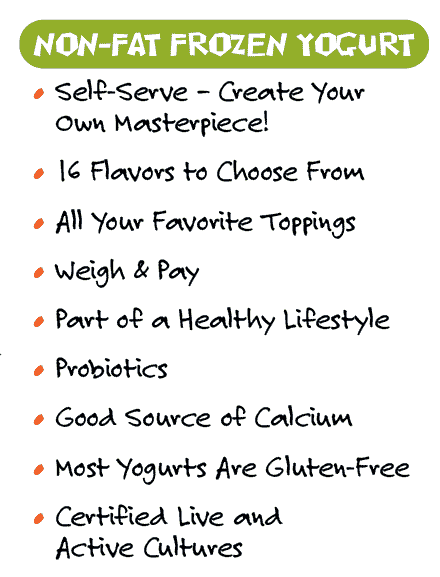 NON-FAT FROZEN YOGURT
• Self-Serve – Create Your
Own Masterpiece!
• 16 Flavors to Choose From
• All Your Favorite Toppings
• Weigh & Pay
• Part of a Healthy Lifestyle
• Probiotics
• Good Source of Calcium
• Most Yogurts Are Gluten-Free
• Certified Live and
Active Cultures